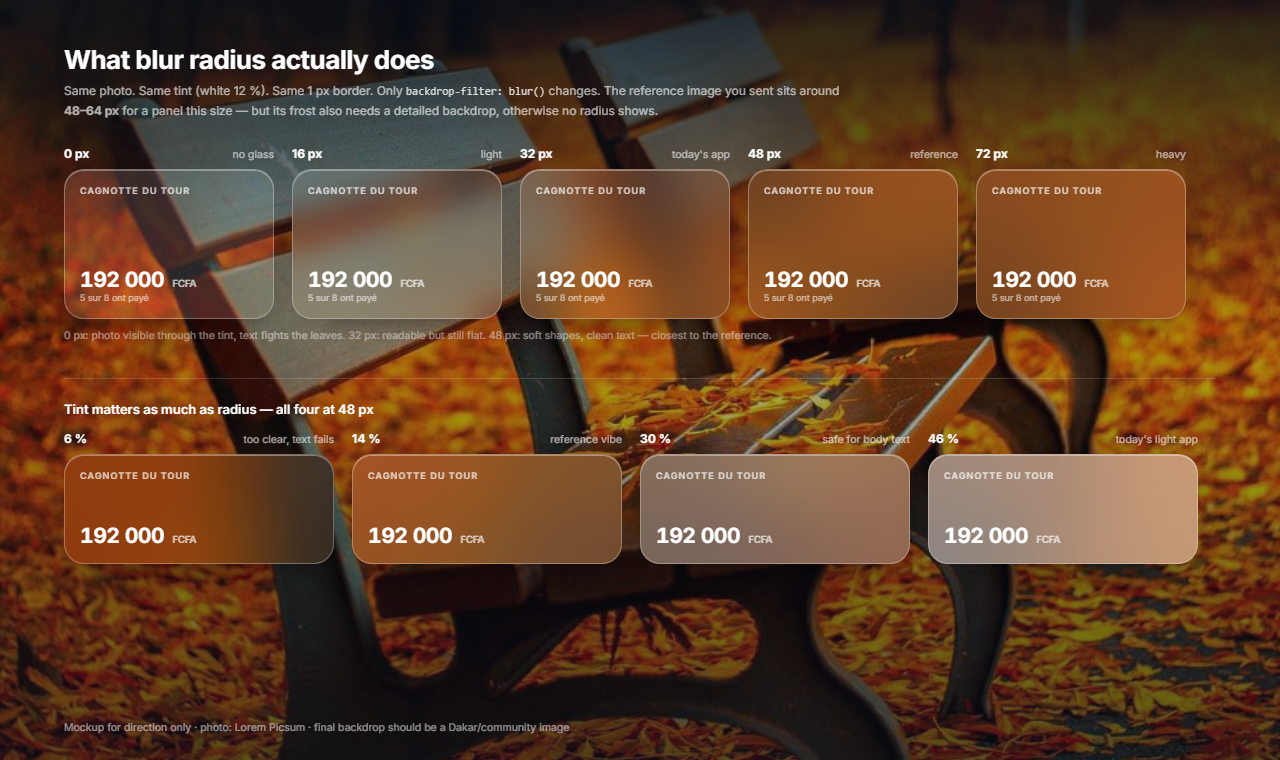 What blur radius actually does
Same photo. Same tint (white 12 %). Same 1 px border. Only backdrop-filter: blur() changes. The reference image you sent sits around
48–64 px for a panel this size — but its frost also needs a detailed backdrop, otherwise no radius shows.
0 px no glass 16 px light 32 px today's app 48 px reference 72 px heavy
CAGNOTTE DU TOUR CAGNOTTE DU TOUR CAGNOTTE DU TOUR CAGNOTTE DU TOUR CAGNOTTE DU TOUR
192 000 FCFA 192 000 FCFA 192 000 FCFA 192 000 FCFA 192 000 FCFA
5 sur 8 ont payé 5 sur 8 ont payé 5 sur 8 ont payé 5 sur 8 ont payé 5 sur 8 ont payé
0 px: photo visible through the tint, text fights the leaves. 32 px: readable but still flat. 48 px: soft shapes, clean text — closest to the reference.
Tint matters as much as radius — all four at 48 px
6 % too clear, text fails 14 % reference vibe 30 % safe for body text 46 % today's light app
CAGNOTTE DU TOUR CAGNOTTE DU TOUR CAGNOTTE DU TOUR CAGNOTTE DU TOUR
192 000 FCFA 192 000 FCFA 192 000 FCFA 192 000 FCFA
Mockup for direction only · photo: Lorem Picsum · final backdrop should be a Dakar/community image